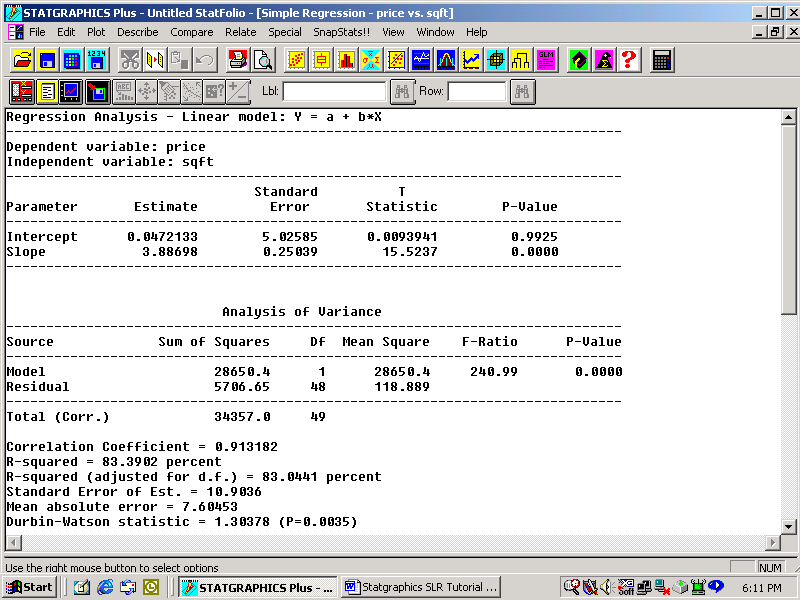 STATGRAPHICS Plus - Untitled StatFolio - [Simple Regression - price vs. sqft]
File Edit Plot Describe Compare Relate Special SnapStats!! View Window Help
1234
GLM
?
Lbl: Row:
Regression Analysis - Linear model: Y = a + b*X
Dependent variable: price
Independent variable: sqft
Standard T
Parameter Estimate Error Statistic P-Value
Intercept 0.0472133 5.02585 0.0093941 0.9925
Slope 3.88698 0.25039 15.5237 0.0000
Analysis of Variance
Source Sum of Squares Df Mean Square F-Ratio P-Value
Model 28650.4 1 28650.4 240.99 0.0000
Residual 5706.65 48 118.889
Total (Corr.) 34357.0 49
Correlation Coefficient = 0.913182
R-squared = 83.3902 percent
R-squared (adjusted for d.f.) = 83.0441 percent
Standard Error of Est. = 10.9036
Mean absolute error = 7.60453
Durbin-Watson statistic = 1.30378 (P=0.0035)
Use the right mouse button to select options
NUM
Start STATGRAPHICS Plus - ... Statgraphics SLR Tutorial ... 6:11 PM